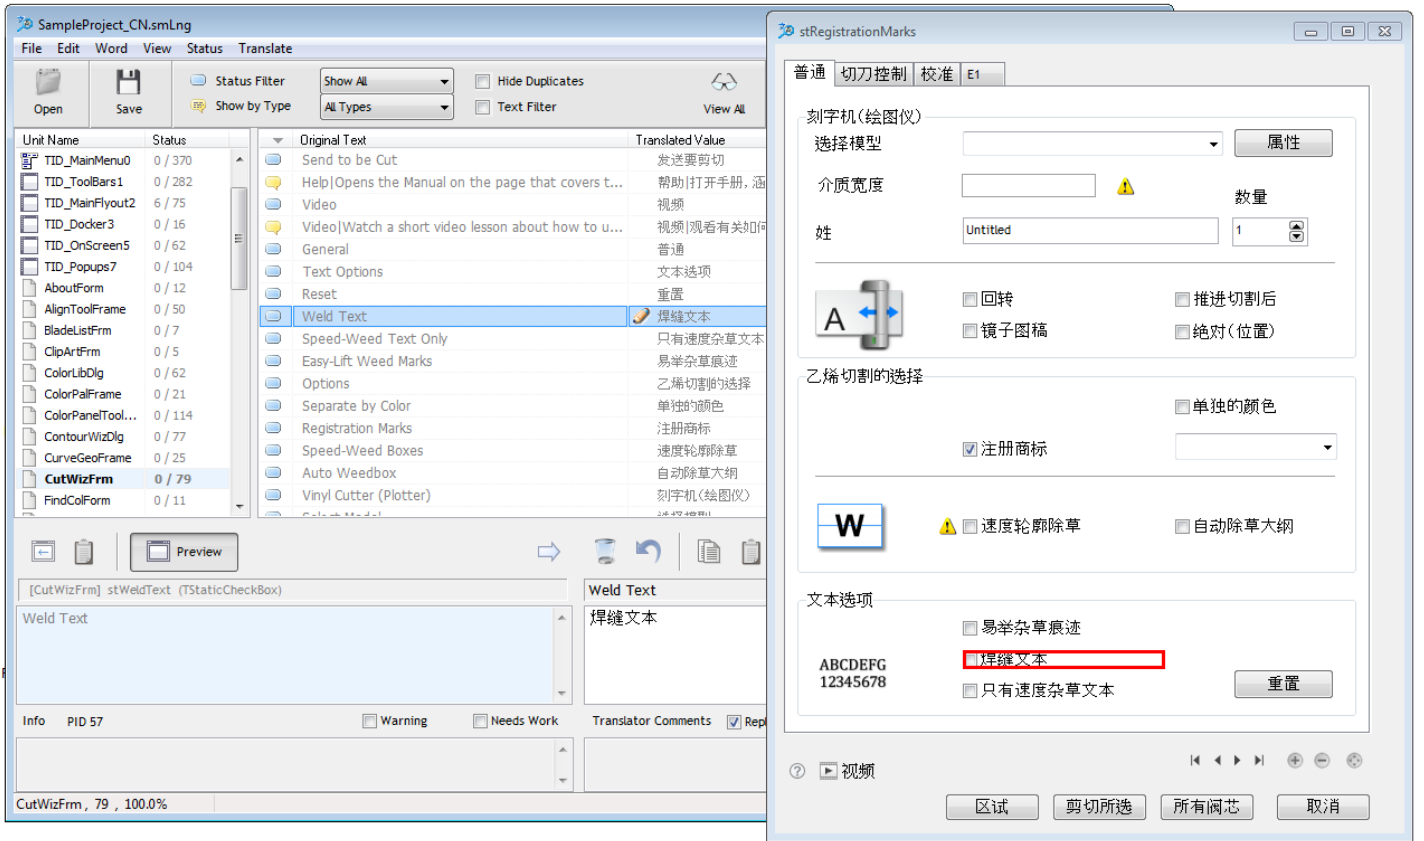 SampleProject_CN.smLng
File Edit Word View Status Translate
Open
Save
Status Filter
Show All
Hide Duplicates
Show by Type
All Types
Text Filter
View All
Unit Name Status
TID_MainMenu0 0 / 370
TID_ToolBars1 0 / 282
TID_MainFlyout2 6 / 75
TID_Docker3 0 / 16
TID_OnScreen5 0 / 62
TID_Popups7 0 / 104
AboutForm 0 / 12
AlignToolFrame 0 / 50
BladeListFrm 0 / 7
ClipArtFrm 0 / 5
ColorLibDlg 0 / 62
ColorPalFrame 0 / 21
ColorPanelTool... 0 / 114
ContourWizDlg 0 / 77
CurveGeoFrame 0 / 25
CutWizFrm 0 / 79
FindColForm 0 / 11
Original Text Translated Value
Send to be Cut 发送要剪切
Help|Opens the Manual on the page that covers t... 帮助|打开手册, 涵
Video 视频
Video|Watch a short video lesson about how to u... 视频|观看有关如何
General 普通
Text Options 文本选项
Reset 重置
Weld Text 焊缝文本
Speed-Weed Text Only 只有速度杂草文本
Easy-Lift Weed Marks 易举杂草痕迹
Options 乙烯切割的选择
Separate by Color 单独的颜色
Registration Marks 注册商标
Speed-Weed Boxes 速度轮廓除草
Auto Weedbox 自动除草大纲
Vinyl Cutter (Plotter) 刻字机(绘图仪)
Select Model 选择模型
Preview
[CutWizFrm] stWeldText (TStaticCheckBox)
Weld Text
Weld Text
焊缝文本
Info PID 57
Warning
Needs Work
Translator Comments
Repl
CutWizFrm , 79 , 100.0%
stRegistrationMarks
普通 切刀控制 校准 E1
刻字机(绘图仪)
选择模型
属性
介质宽度
数量
姓
Untitled
1
A
回转
推进切割后
镜子图稿
绝对(位置)
乙烯切割的选择
单独的颜色
注册商标
W
速度轮廓除草
自动除草大纲
文本选项
易举杂草痕迹
ABCDEFG
12345678
焊缝文本
只有速度杂草文本
重置
视频
区试
剪切所选
所有阀芯
取消